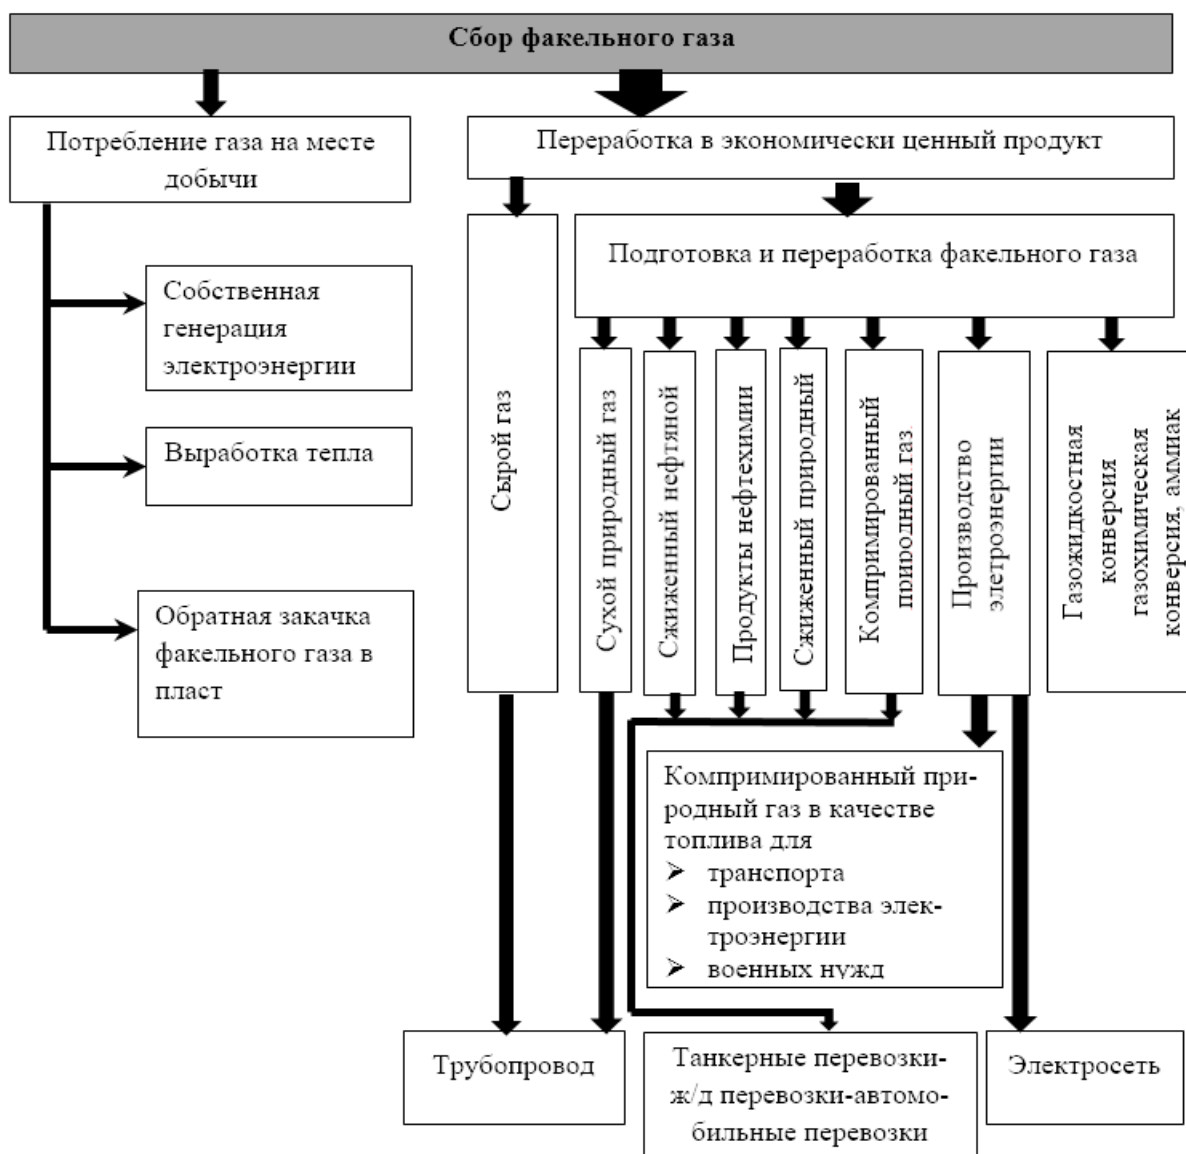 Сбор факельного газа
Потребление газа на месте
добычи
Собственная
генерация
электроэнергии
Выработка тепла
Обратная закачка
факельного газа в
пласт
Переработка в экономически ценный продукт
Сырой газ
Подготовка и переработка факельного газа
Сухой природный газ
Сжиженный нефтяной
Продукты нефтехимии
Сжиженный природный
Компримированный
природный газ.
Производство
элетроэнергии
Газожидкостная
конверсия
газохимическая
конверсия, аммиак
Компримированный при-
родный газ в качестве
топлива для
➢ транспорта
➢ производства элек-
троэнергии
➢ военных нужд
Трубопровод
Танкерные перевозки-
ж/д перевозки-автомо-
бильные перевозки
Электросеть